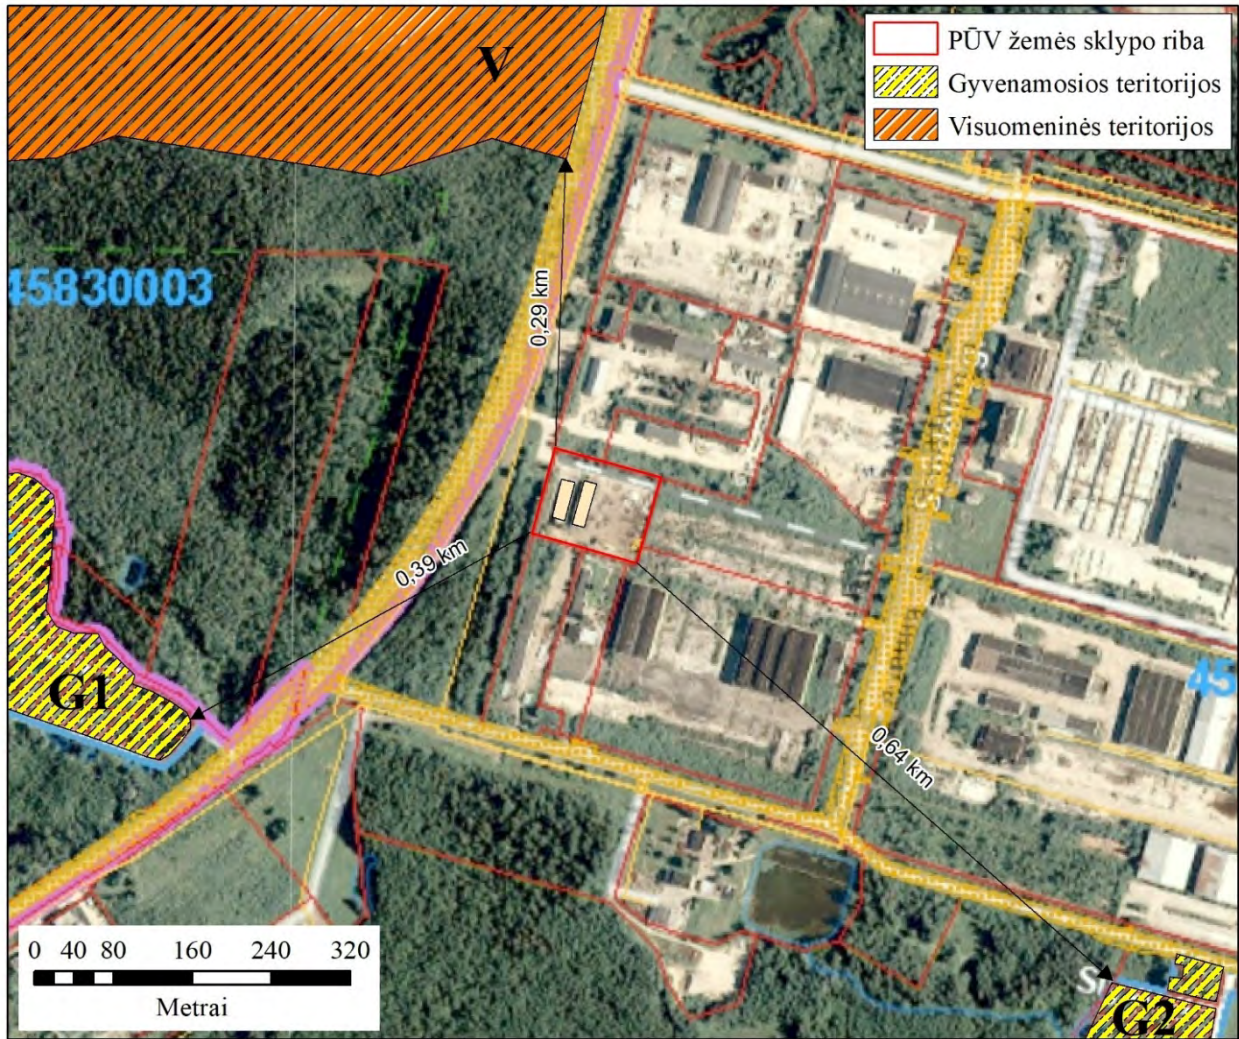 V
PŪV žemės sklypo riba
Gyvenamosios teritorijos
Visuomeninės teritorijos
45830003
0,29 km
0,39 km
G1
45
0,64 km
0 40 80 160 240 320
Metrai
G2